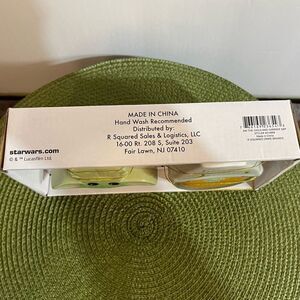 MADE IN CHINA
Hand Wash Recommended
Distributed by:
R Squared Sales & Logistics, LLC
16-00 Rt. 208 S, Suite 203
Fair Lawn, NJ 07410
starwars.com
© & ™ Lucasfilm Ltd.